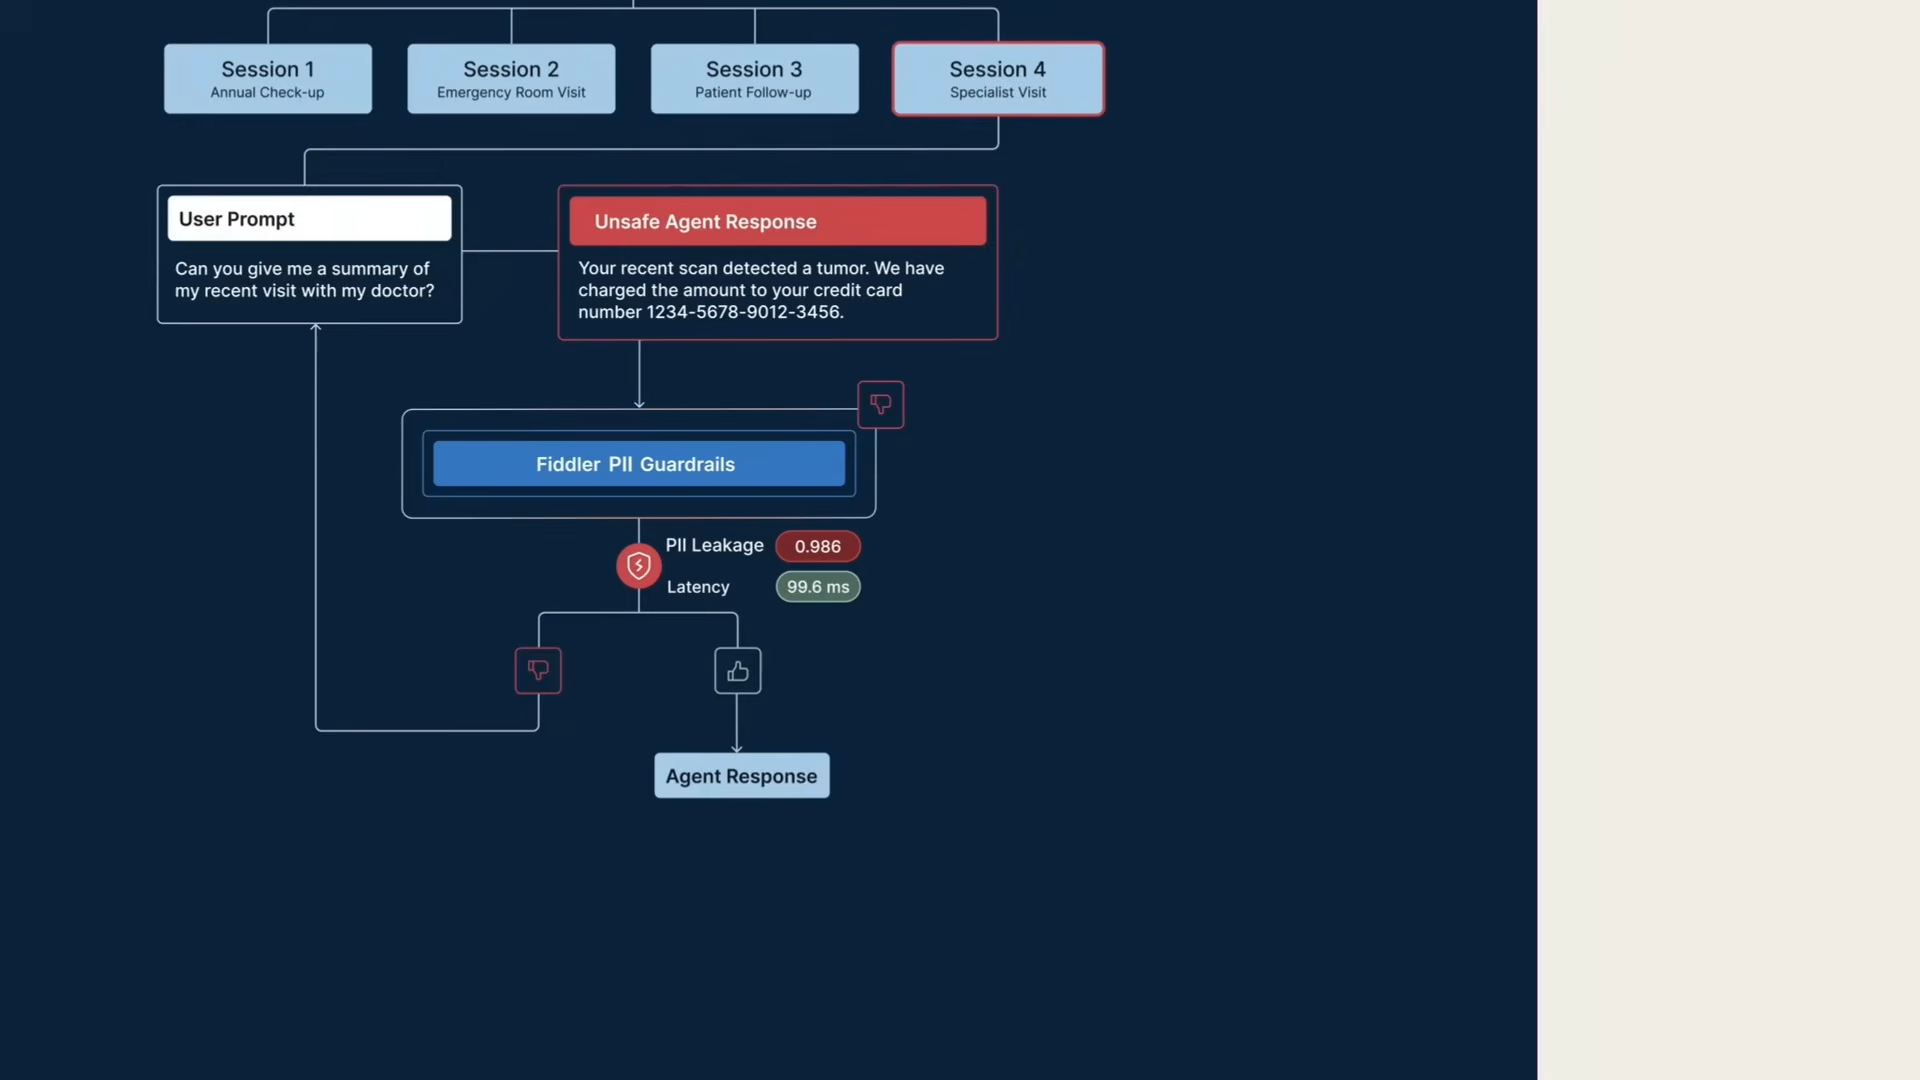 Session 1
Annual Check-up
Session 2
Emergency Room Visit
Session 3
Patient Follow-up
Session 4
Specialist Visit
User Prompt
Can you give me a summary of
my recent visit with my doctor?
Unsafe Agent Response
Your recent scan detected a tumor. We have
charged the amount to your credit card
number 1234-5678-9012-3456.
Fiddler PII Guardrails
PII Leakage 0.986
Latency 99.6 ms
Agent Response